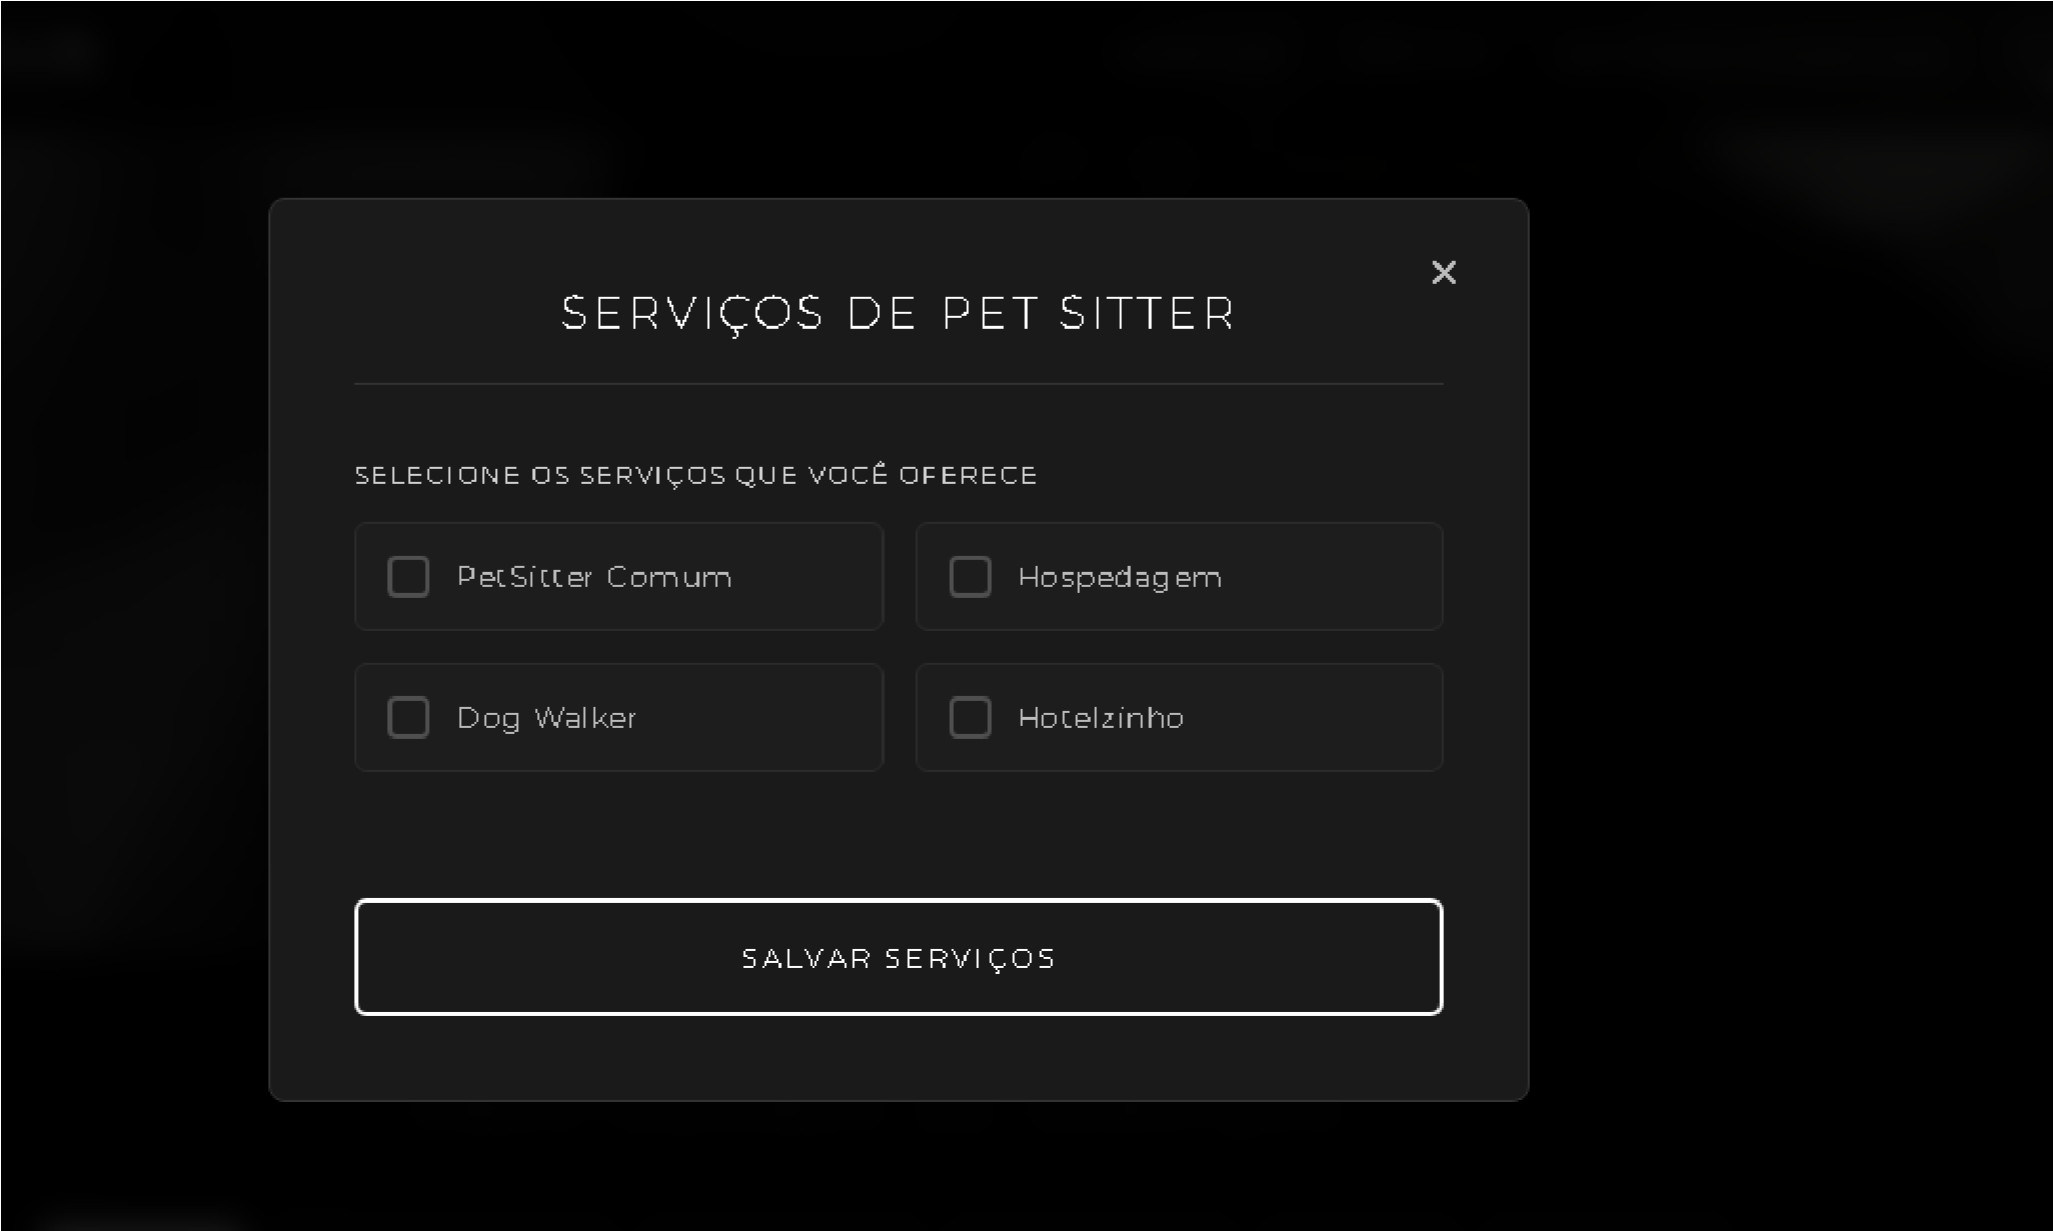 SERVIÇOS DE PET SITTER
SELECIONE OS SERVIÇOS QUE VOCÊ OFERECE
PetSitter Comum
Hospedagem
Dog Walker
Hotelzinho
SALVAR SERVIÇOS